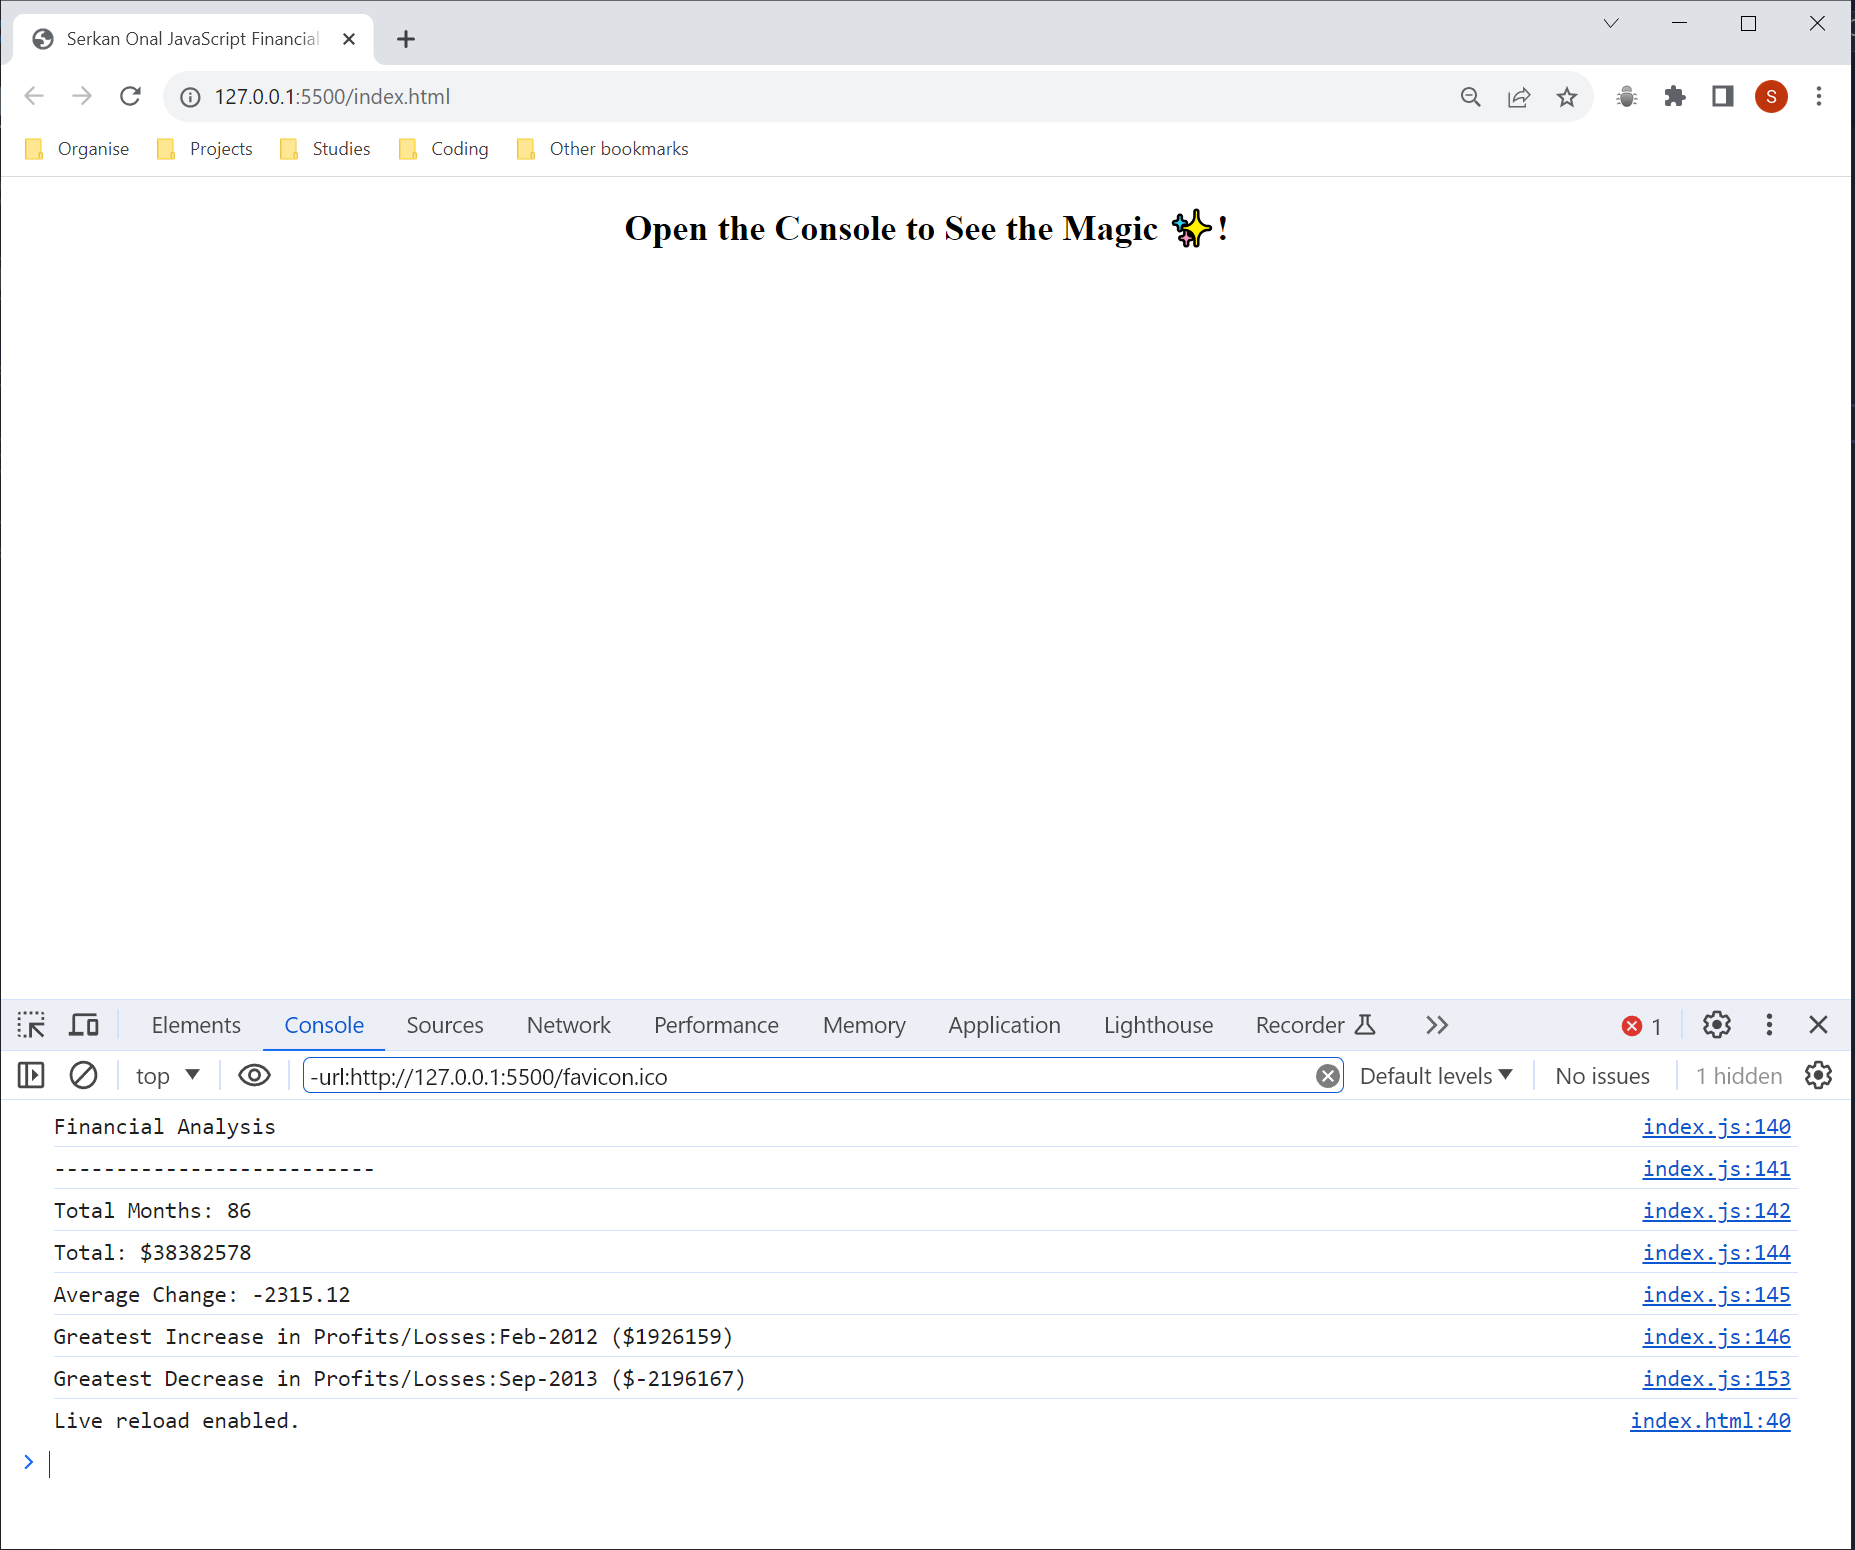 Serkan Onal JavaScript Financial
127.0.0.1:5500/index.html
S
Organise Projects Studies Coding Other bookmarks
Open the Console to See the Magic ✨!
Elements Console Sources Network Performance Memory Application Lighthouse Recorder 1
top -url:http://127.0.0.1:5500/favicon.ico Default levels No issues 1 hidden
Financial Analysis index.js:140
-------------------------- index.js:141
Total Months: 86 index.js:142
Total: $38382578 index.js:144
Average Change: -2315.12 index.js:145
Greatest Increase in Profits/Losses:Feb-2012 ($1926159) index.js:146
Greatest Decrease in Profits/Losses:Sep-2013 ($-2196167) index.js:153
Live reload enabled. index.html:40